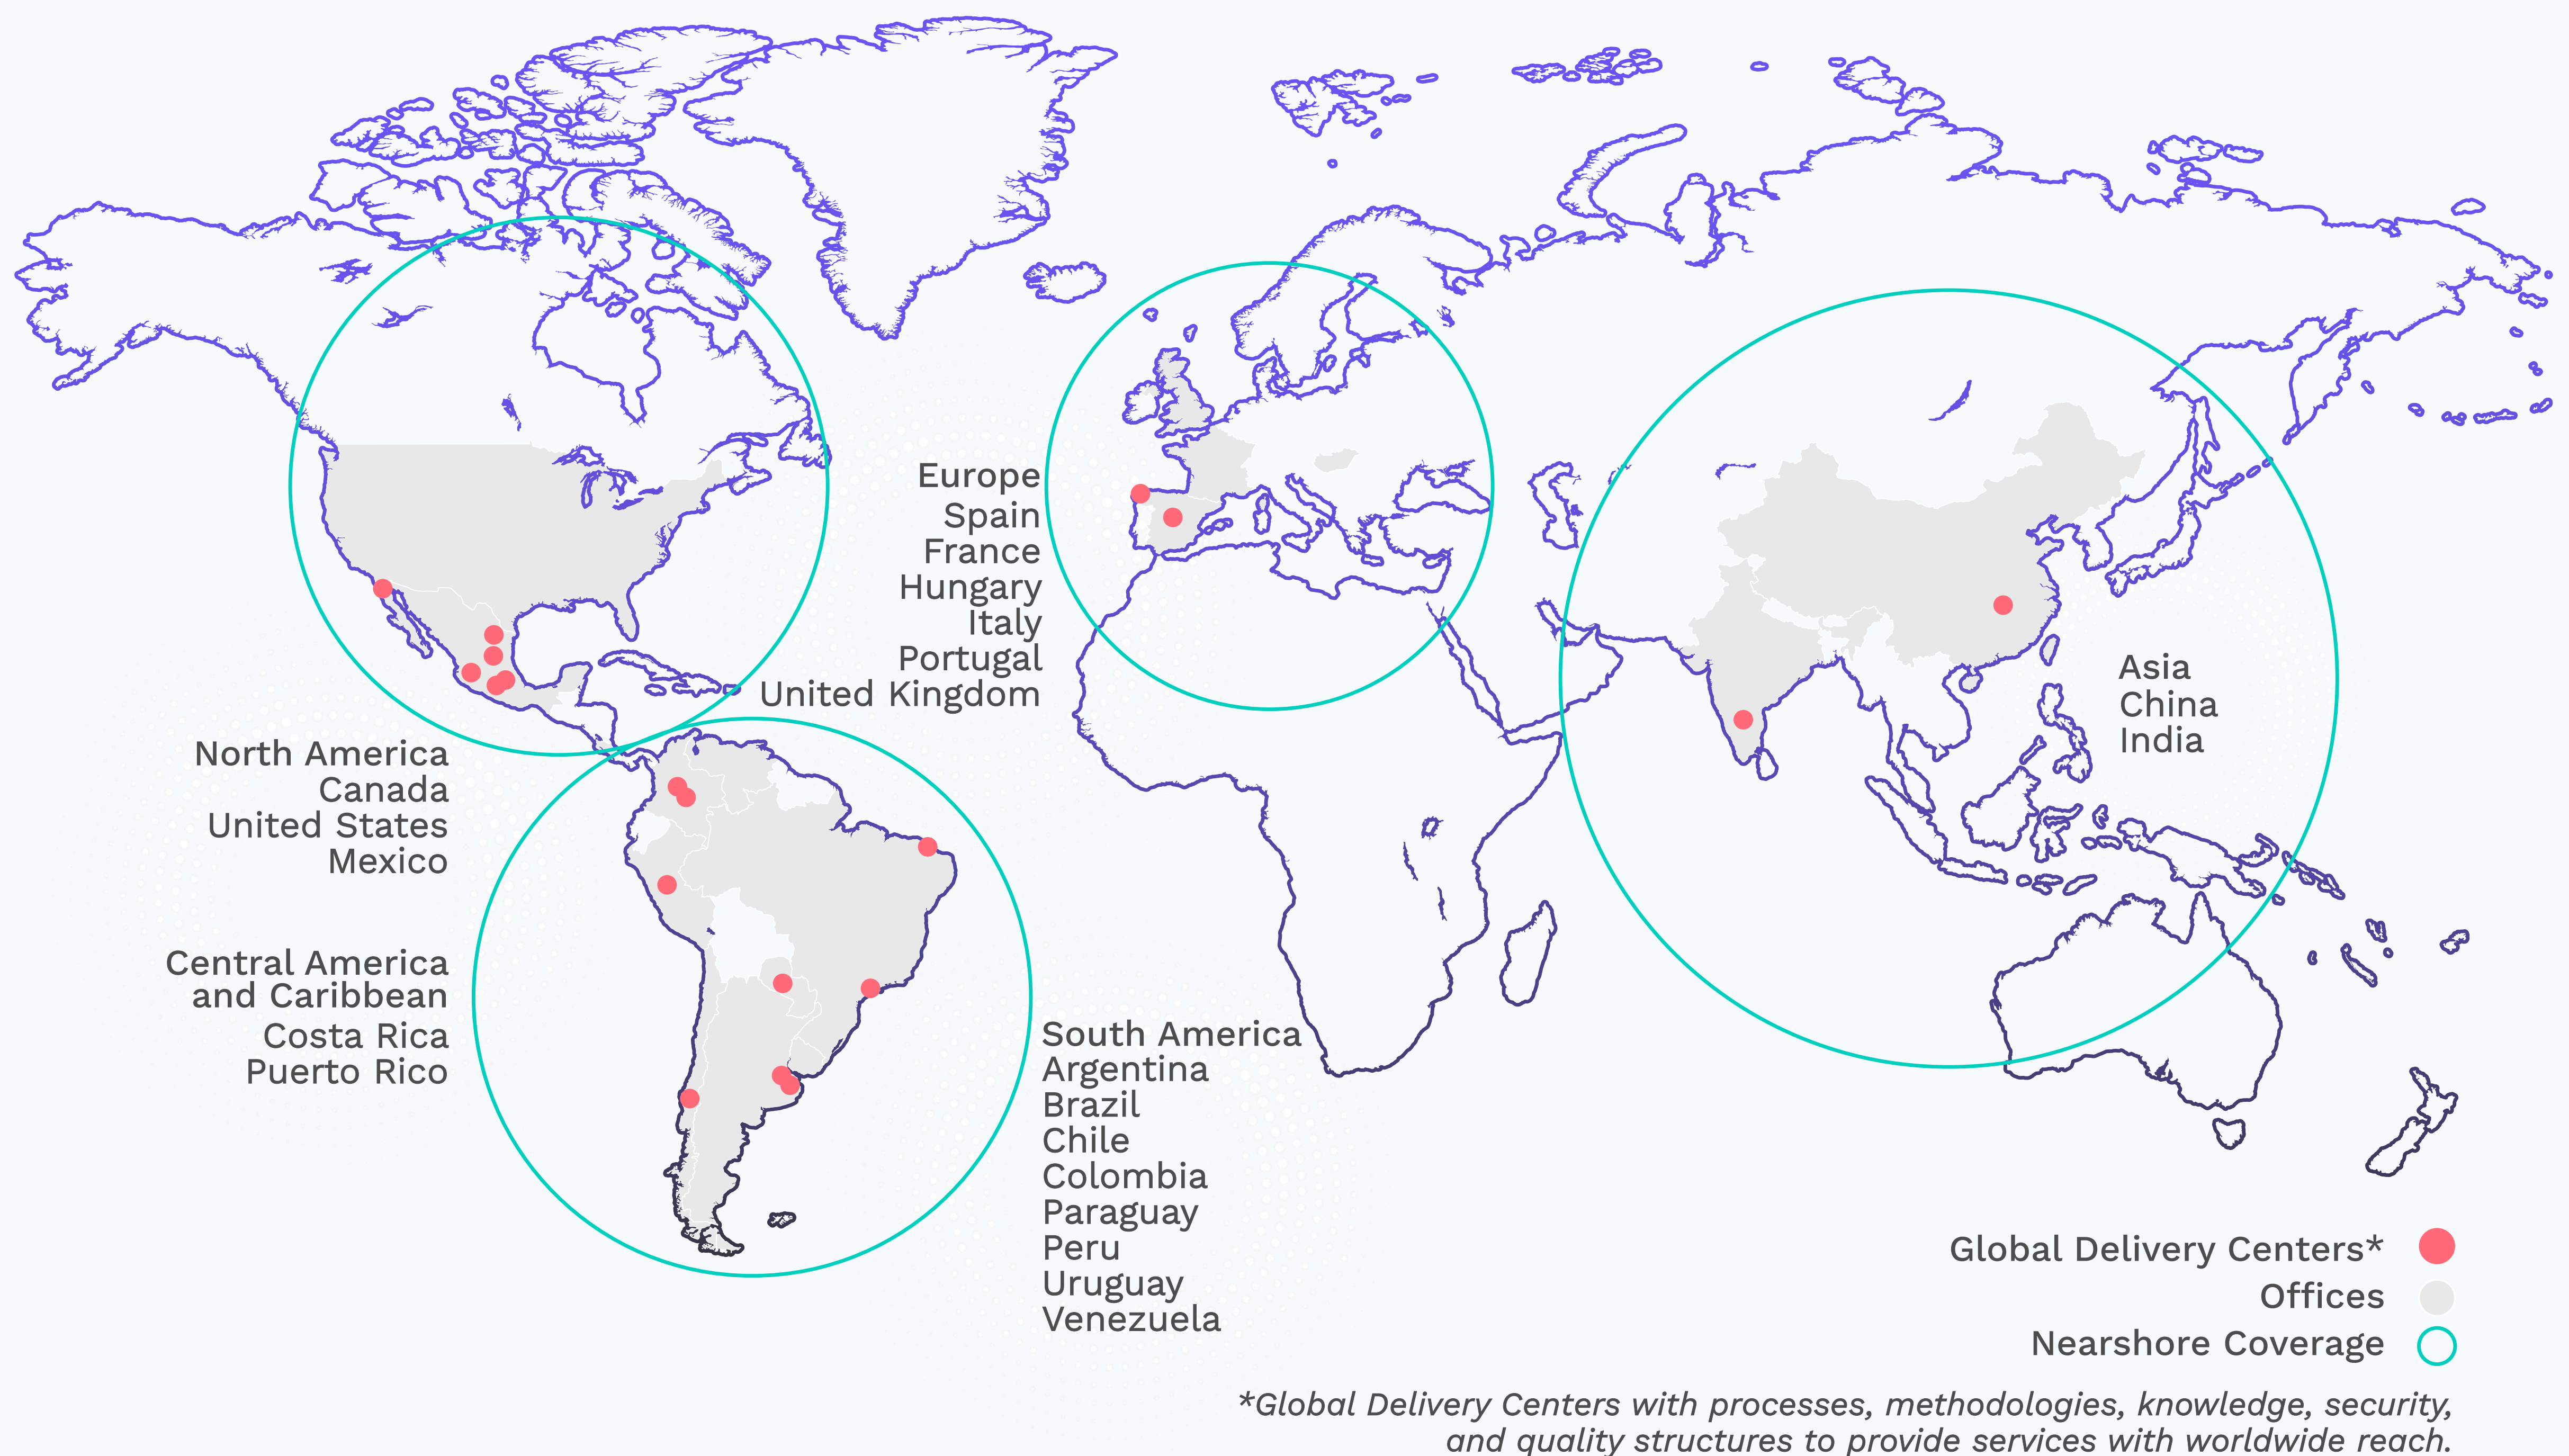 Europe
Spain
France
Hungary
Italy
Portugal
United Kingdom
North America
Canada
United States
Mexico
Central America
and Caribbean
Costa Rica
Puerto Rico
South America
Argentina
Brazil
Chile
Colombia
Paraguay
Peru
Uruguay
Venezuela
Asia
China
India
Global Delivery Centers*
Offices
Nearshore Coverage
*Global Delivery Centers with processes, methodologies, knowledge, security,
and quality structures to provide services with worldwide reach.